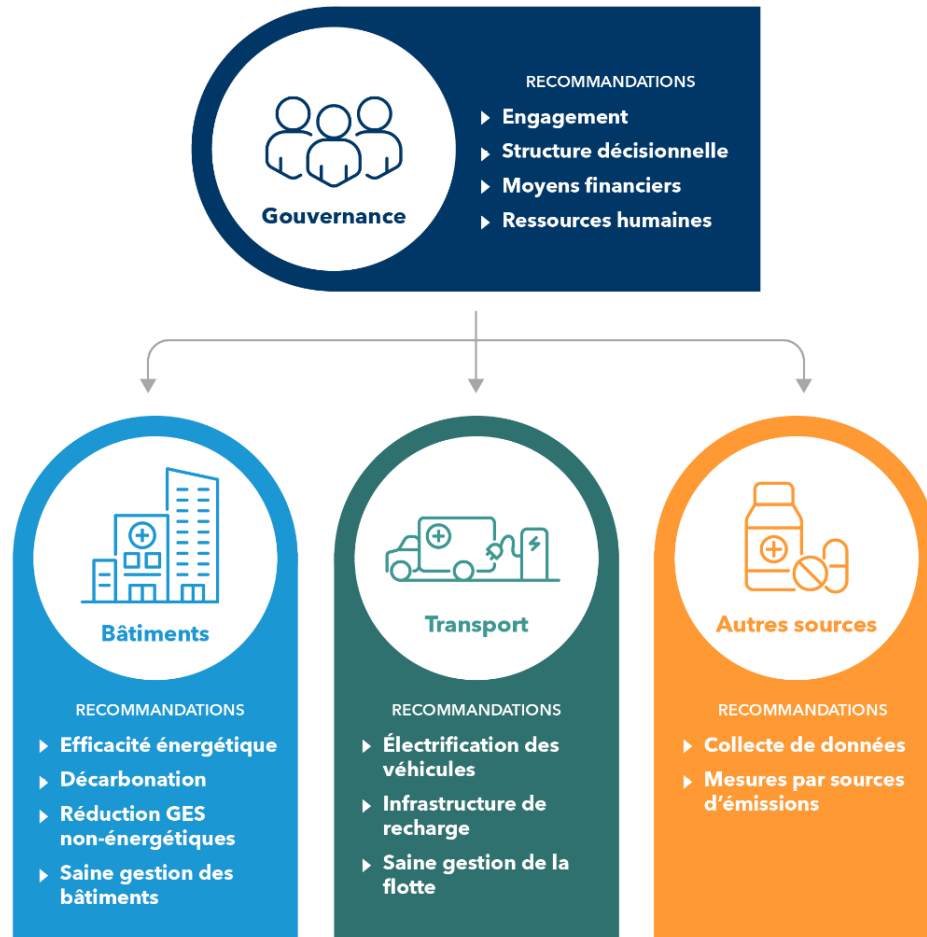 RECOMMANDATIONS
Engagement
Structure décisionnelle
Moyens financiers
Ressources humaines
Gouvernance
Bâtiments
RECOMMANDATIONS
Efficacité énergétique
Décarbonation
Réduction GES
non-énergétiques
Saine gestion des
bâtiments
Transport
RECOMMANDATIONS
Électrification des
véhicules
Infrastructure de
recharge
Saine gestion de la
flotte
Autres sources
RECOMMANDATIONS
Collecte de données
Mesures par sources
d’émissions